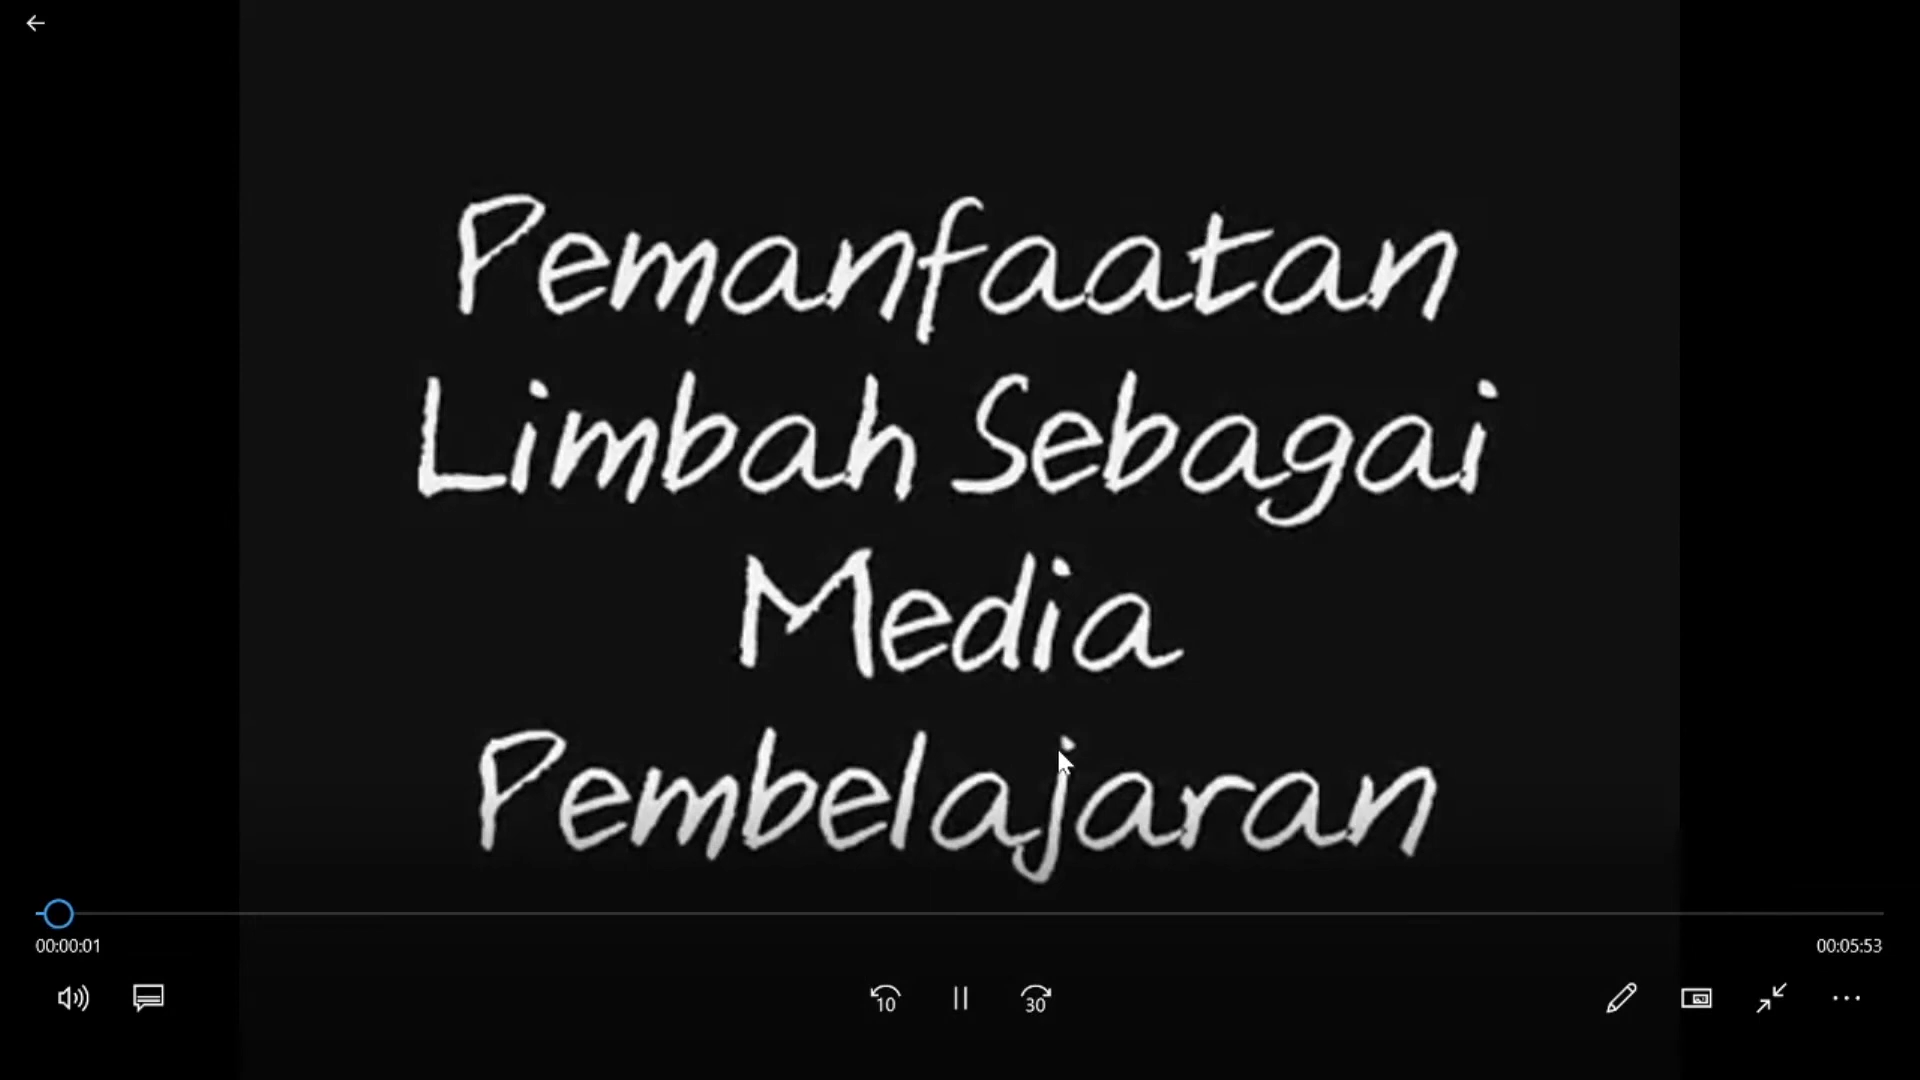 Pemanfaatan
Limbah Sebagai
Media
Pembelajaran
00:00:01
00:05:53
10
30